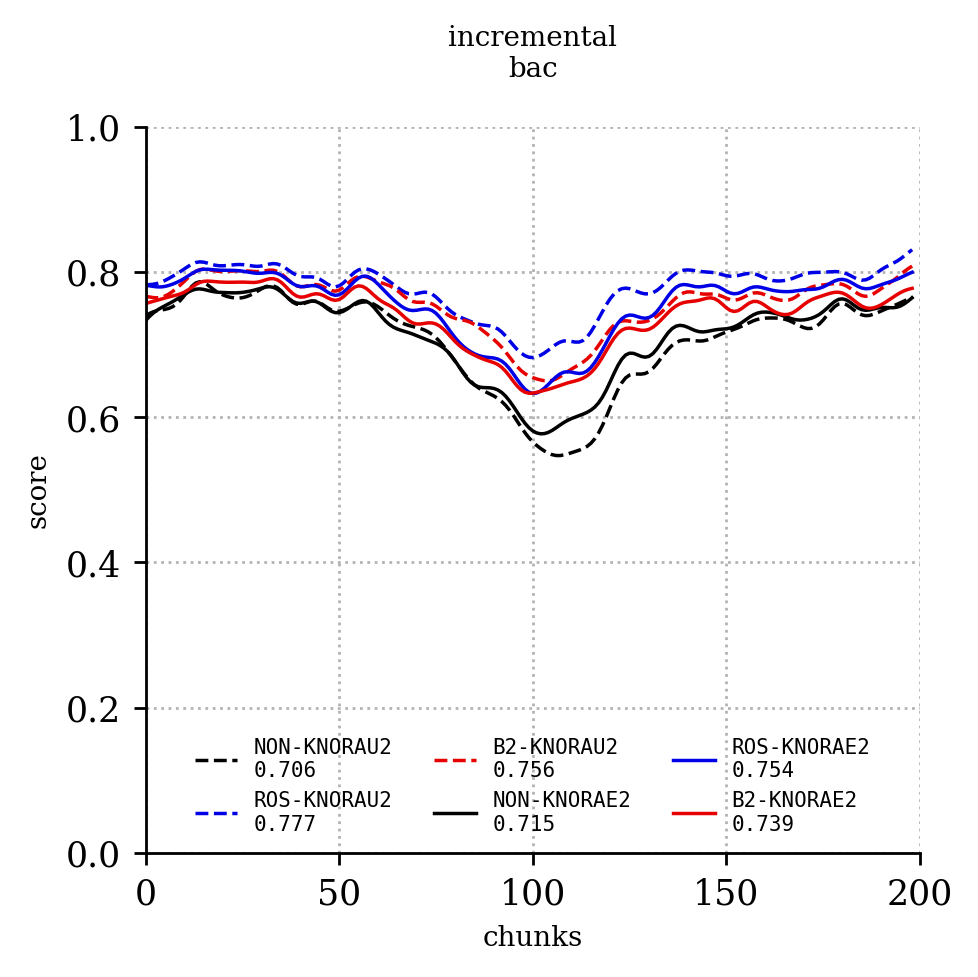 incremental
bac
1.0
0.8
0.6
0.4
0.2
0.0
score
0
50
100
150
200
chunks
NON-KNORAU2
0.706
ROS-KNORAU2
0.777
B2-KNORAU2
0.756
NON-KNORAE2
0.715
ROS-KNORAE2
0.754
B2-KNORAE2
0.739